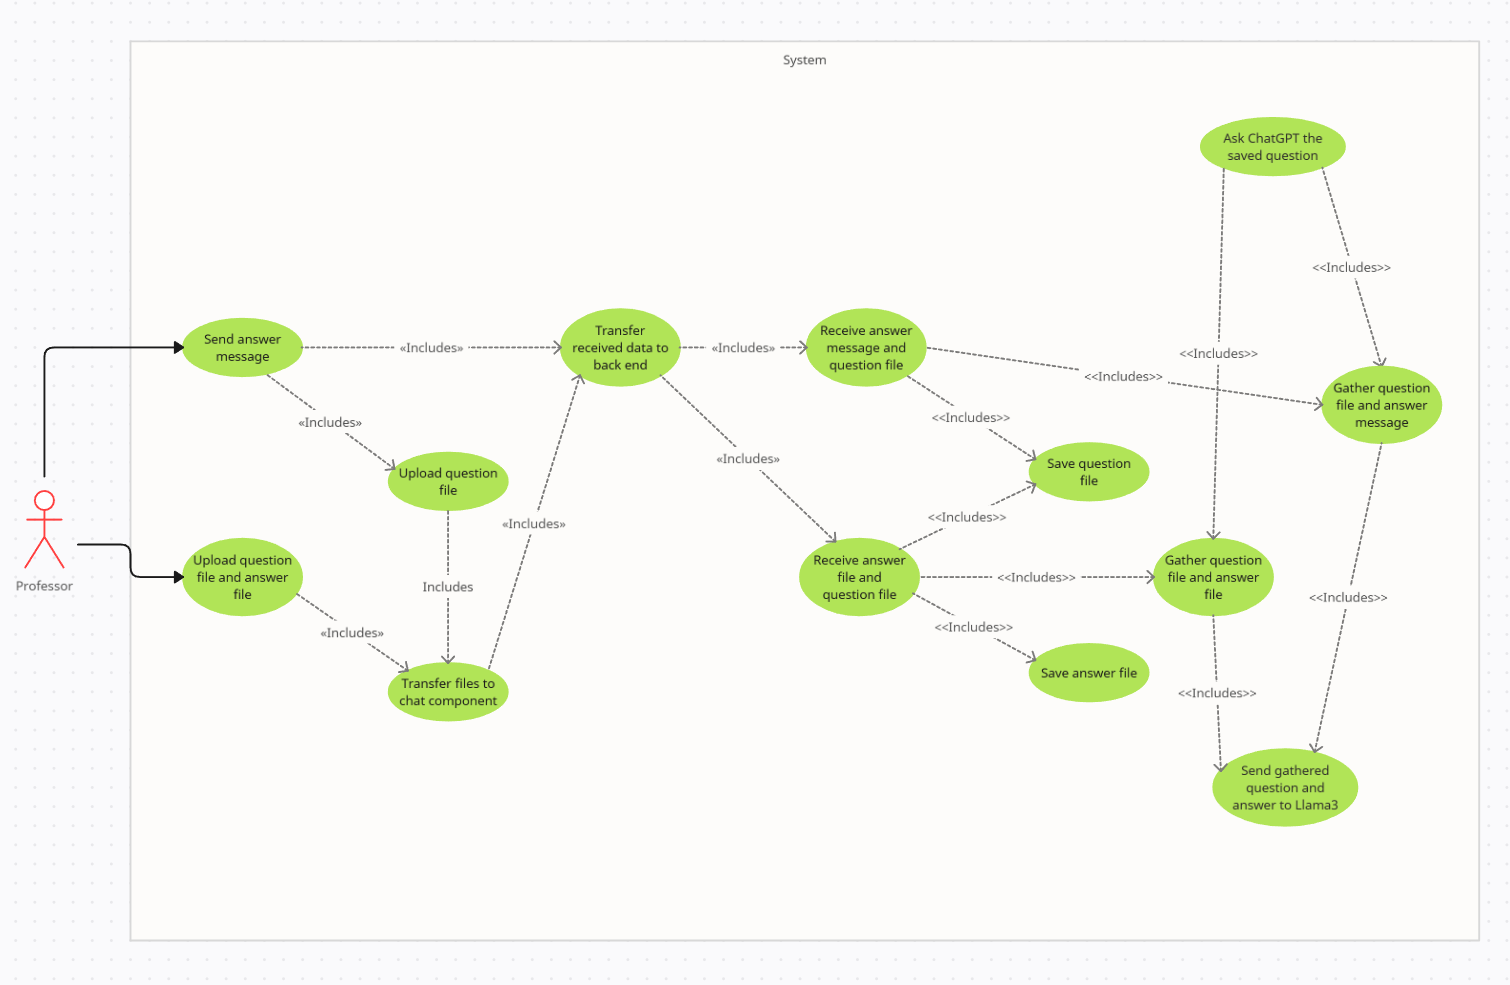 System
Ask ChatGPT the
saved question
<<Includes>>
Send answer
message
«Includes»
Transfer
received data to
back end
«Includes»
Receive answer
message and
question file
<<Includes>>
<<Includes>>
Gather question
file and answer
message
«Includes»
<<Includes>>
Upload question
file
«Includes»
Save question
file
«Includes»
<<Includes>>
Professor
Upload question
file and answer
file
Includes
Receive answer
file and
question file
<<Includes>>
Gather question
file and answer
file
<<Includes>>
«Includes»
<<Includes>>
Transfer files to
chat component
Save answer file
<<Includes>>
Send gathered
question and
answer to Llama3